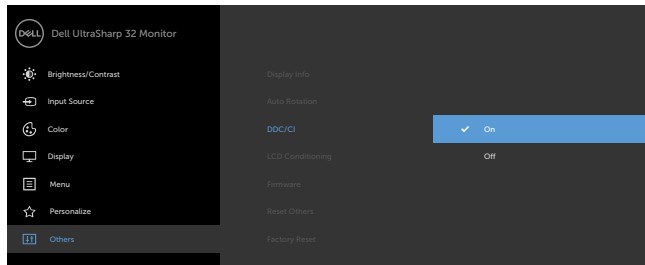 DELL
Dell UltraSharp 32 Monitor
Brightness/Contrast
Input Source
Color
Display
Menu
Personalize
Others
Display Info
Auto Rotation
DDC/CI
LCD Conditioning
Firmware
Reset Others
Factory Reset
On
Off